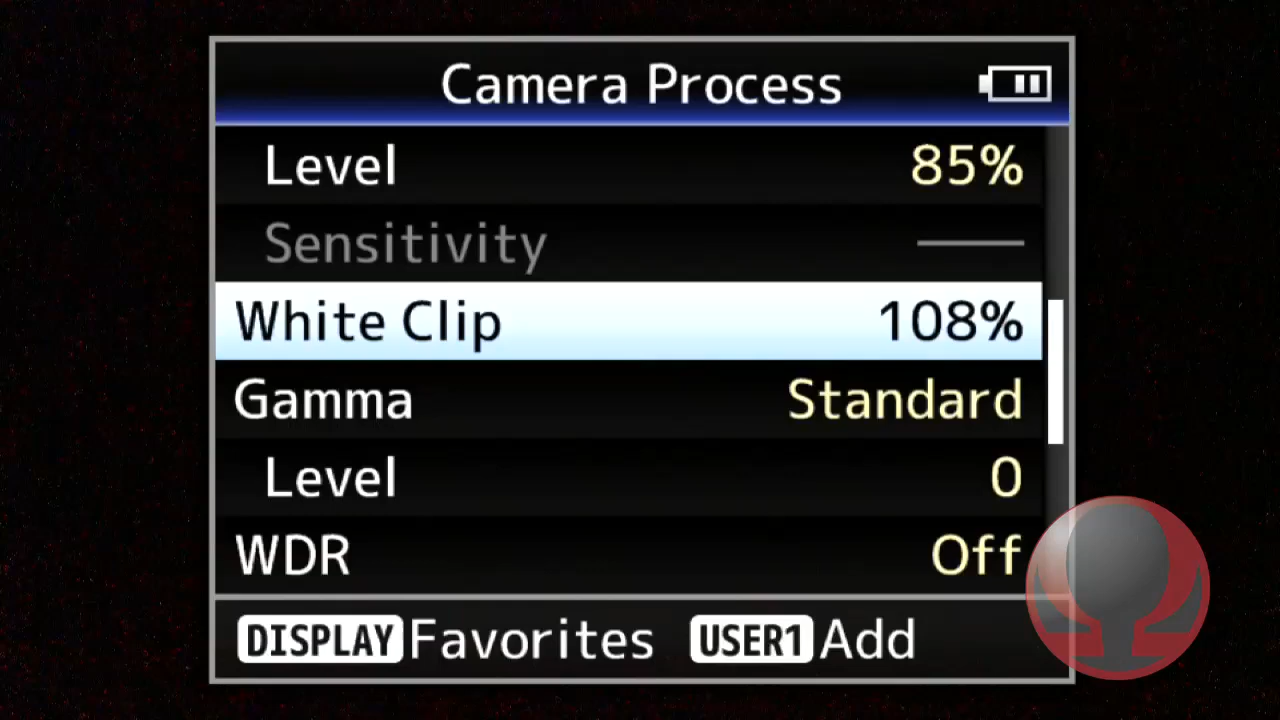 Camera Process
Level 85%
Sensitivity
White Clip 108%
Gamma Standard
Level 0
WDR Off
DISPLAY Favorites USER1 Add